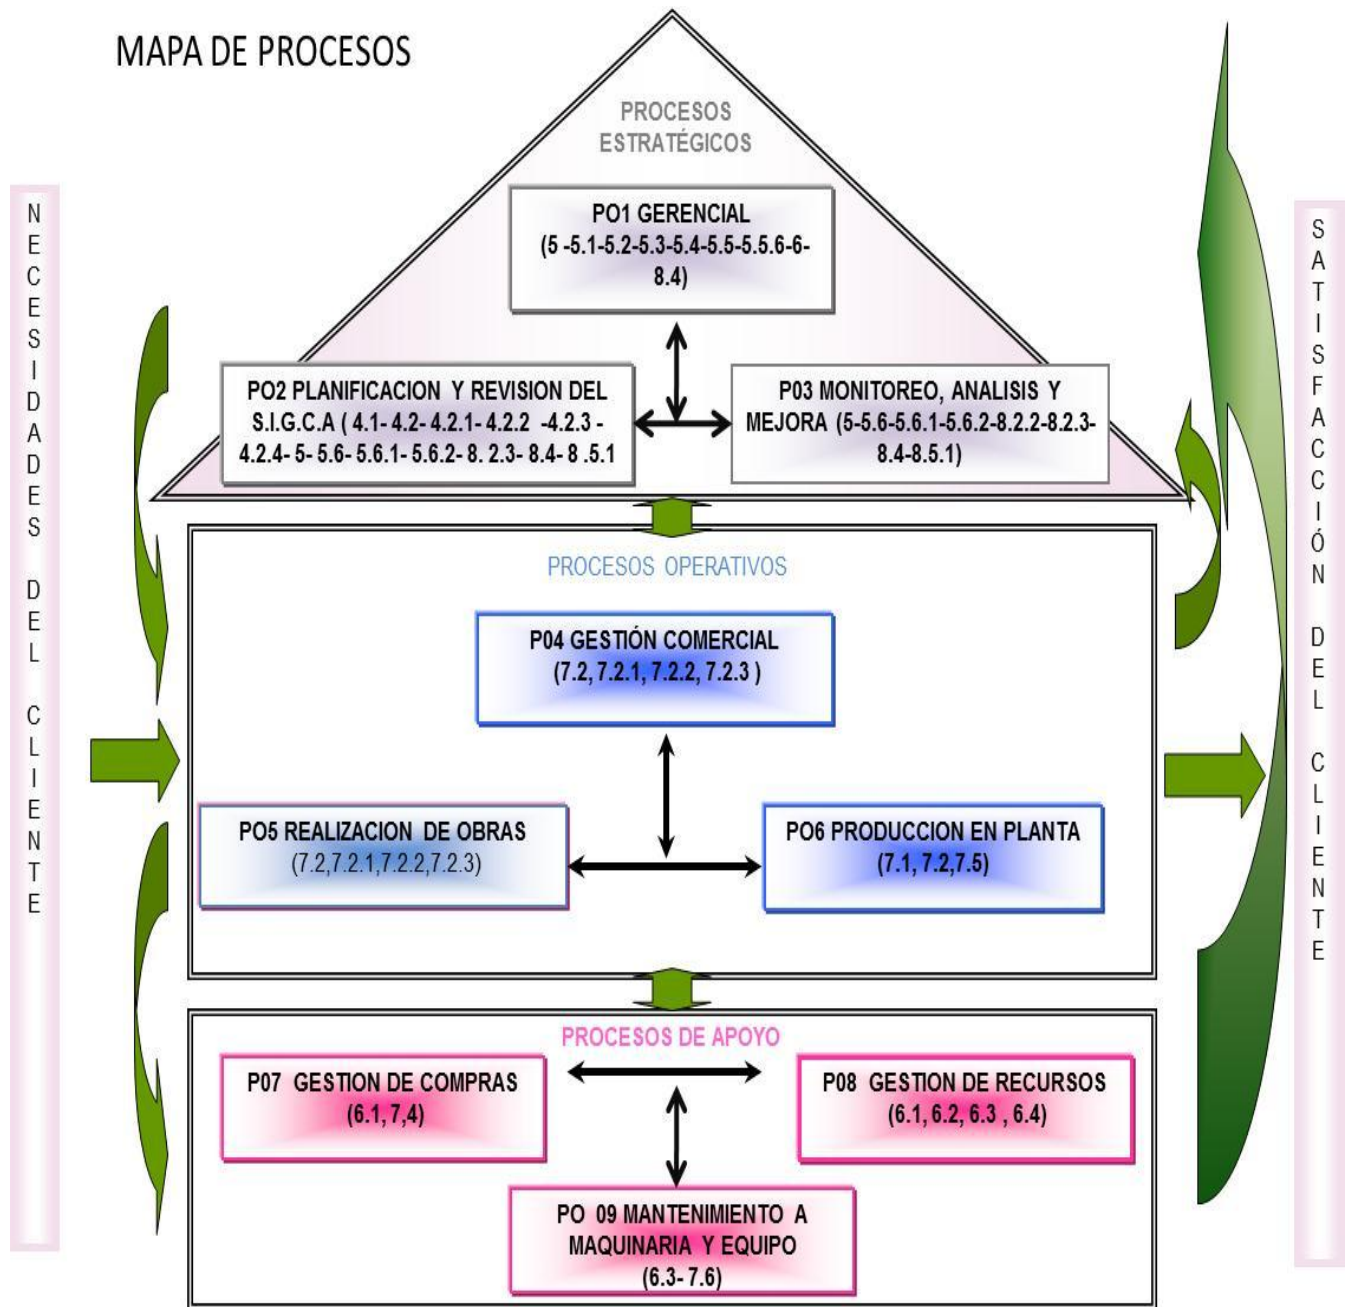 MAPA DE PROCESOS
PROCESOS
ESTRATÉGICOS
PO1 GERENCIAL
(5 -5.1-5.2-5.3-5.4-5.5-5.5.6-6-
8.4)
PO2 PLANIFICACION Y REVISION DEL
S.I.G.C.A ( 4.1- 4.2- 4.2.1- 4.2.2 -4.2.3 -
4.2.4- 5- 5.6- 5.6.1- 5.6.2- 8. 2.3- 8.4- 8 .5.1
P03 MONITOREO, ANALISIS Y
MEJORA (5-5.6-5.6.1-5.6.2-8.2.2-8.2.3-
8.4-8.5.1)
NECESIDADES DEL CLIENTE
PROCESOS OPERATIVOS
P04 GESTIÓN COMERCIAL
(7.2, 7.2.1, 7.2.2, 7.2.3 )
PO5 REALIZACION DE OBRAS
(7.2,7.2.1,7.2.2,7.2.3)
PO6 PRODUCCION EN PLANTA
(7.1, 7.2,7.5)
SATISFACCIÓN DEL CLIENTE
PROCESOS DE APOYO
P07 GESTION DE COMPRAS
(6.1, 7,4)
P08 GESTION DE RECURSOS
(6.1, 6.2, 6.3 , 6.4)
PO 09 MANTENIMIENTO A
MAQUINARIA Y EQUIPO
(6.3- 7.6)